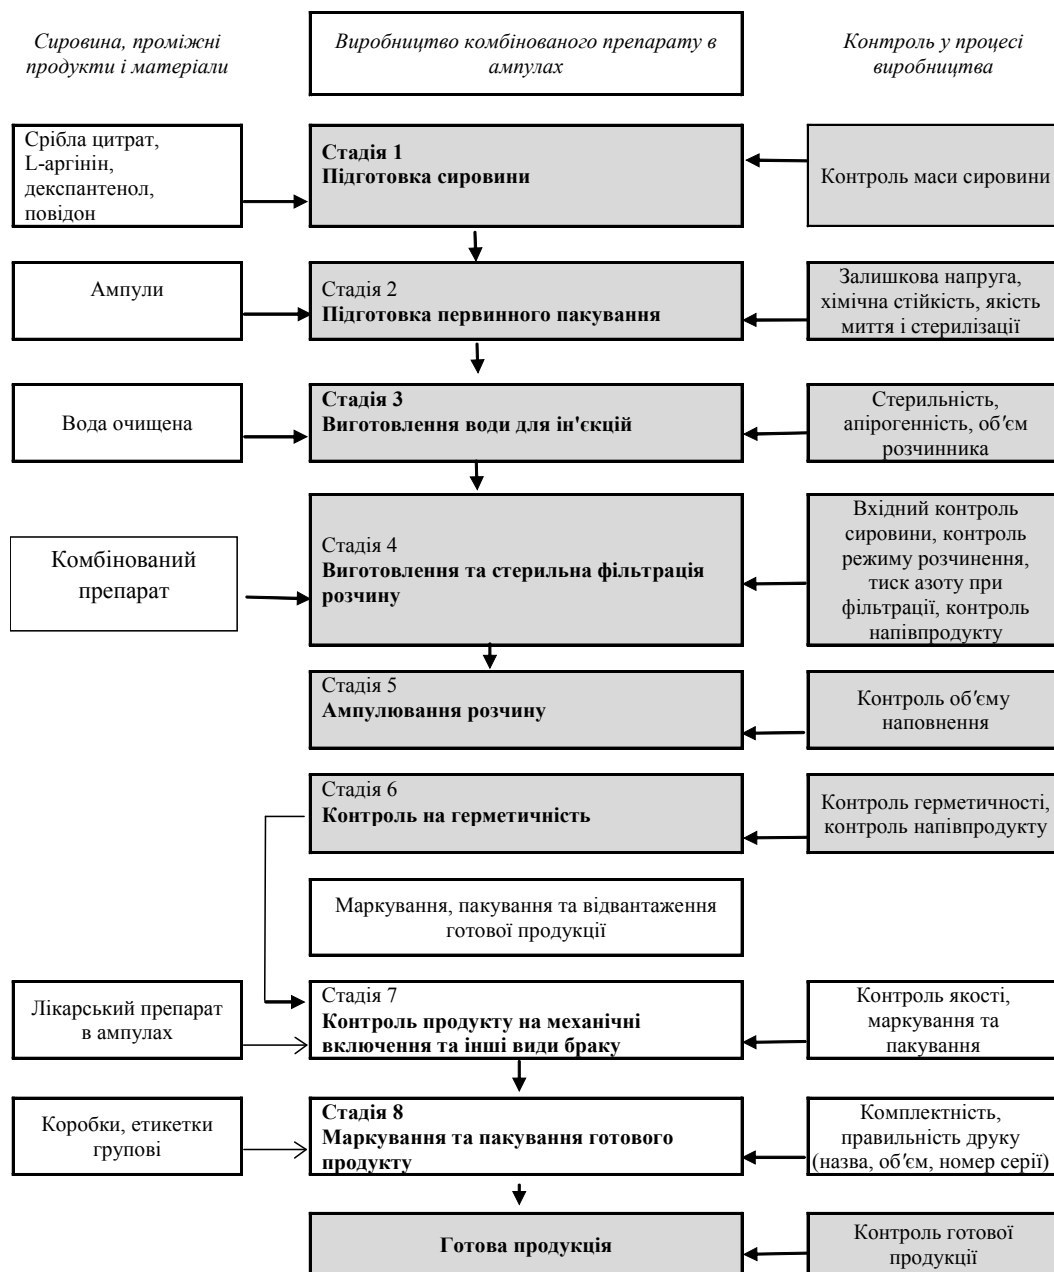 Сировина, проміжні
продукти і матеріали
Виробництво комбінованого препарату в
ампулах
Контроль у процесі
виробництва
Срібла цитрат,
L-аргінін,
декспантенол,
повідон
Стадія 1
Підготовка сировини
Контроль маси сировини
Ампули
Стадія 2
Підготовка первинного пакування
Залишкова напруга,
хімічна стійкість, якість
миття і стерилізації
Вода очищена
Стадія 3
Виготовлення води для ін'єкцій
Стерильність,
апірогенність, об'єм
розчинника
Комбінований
препарат
Стадія 4
Виготовлення та стерильна фільтрація
розчину
Вхідний контроль
сировини, контроль
режиму розчинення,
тиск азоту при
фільтрації, контроль
напівпродукту
Стадія 5
Ампулювання розчину
Контроль об'єму
наповнення
Стадія 6
Контроль на герметичність
Контроль герметичності,
контроль напівпродукту
Маркування, пакування та відвантаження
готової продукції
Лікарський препарат
в ампулах
Стадія 7
Контроль продукту на механічні
включення та інші види браку
Контроль якості,
маркування та
пакування
Коробки, етикетки
групові
Стадія 8
Маркування та пакування готового
продукту
Комплектність,
правильність друку
(назва, об'єм, номер серії)
Готова продукція
Контроль готової
продукції